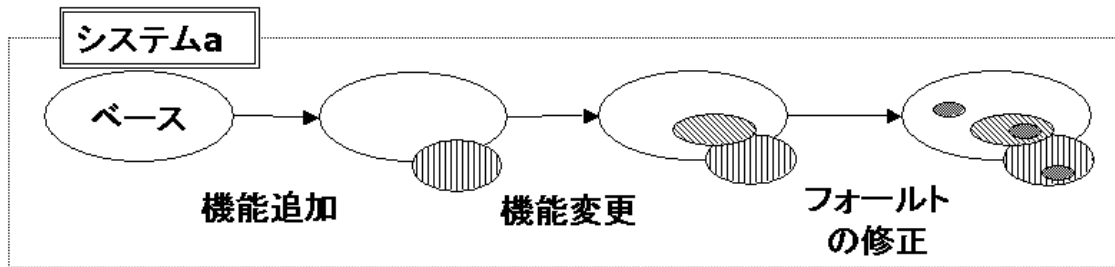 システムa
ベース
機能追加
機能変更
フォールト
の修正